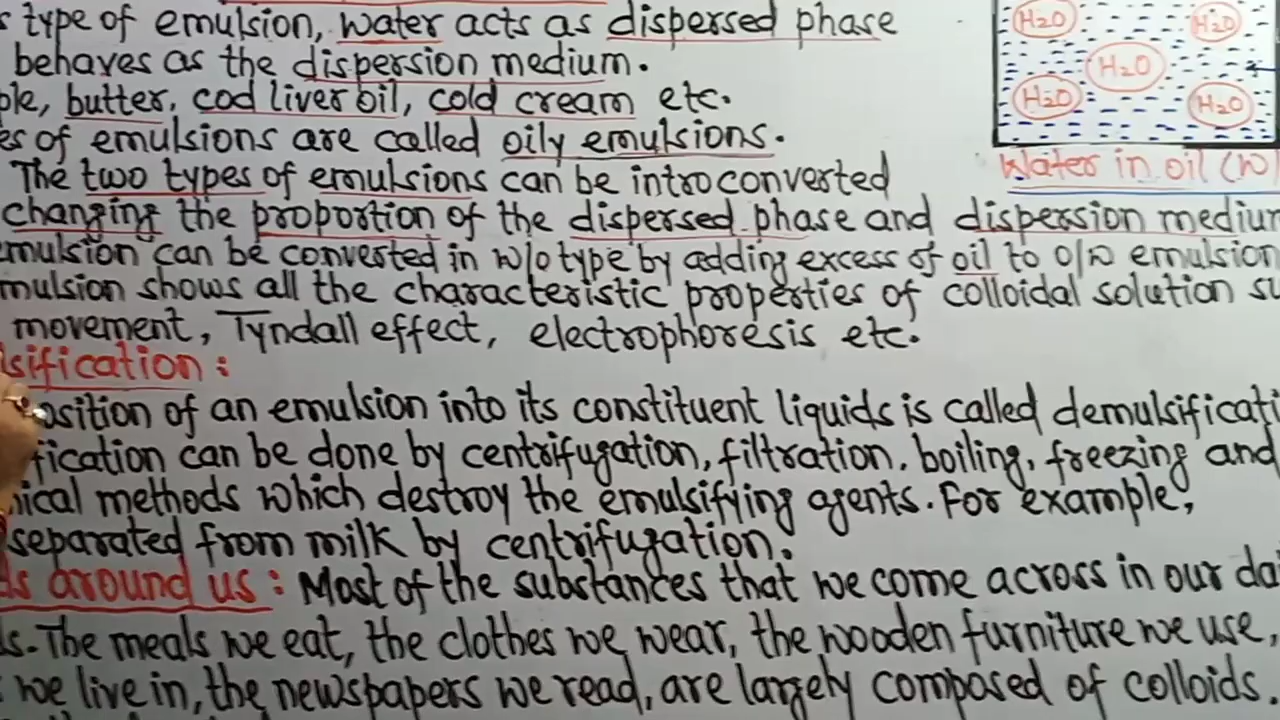 type of emulsion, water acts as dispersed phase
behaves as the dispersion medium.
ple, butter, cod liver oil, cold cream etc.
es of emulsions are called oily emulsions.
The two types of emulsions can be introconverted
changing the proportion of the dispersed phase and dispersion medium
mulsion can be converted in w/o type by adding excess of oil to o/w emulsion
mulsion shows all the characteristic properties of colloidal solution su
movement, Tyndall effect, electrophoresis etc.
sification:
osition of an emulsion into its constituent liquids is called demulsificati
fication can be done by centrifugation, filtration, boiling, freezing and
ical methods which destroy the emulsifying agents. For example,
separated from milk by centrifugation.
ds around us: Most of the substances that we come across in our dai
ds. The meals we eat, the clothes we wear, the wooden furniture we use,
we live in, the newspapers we read, are largely composed of colloids.
H2O H2O
H2O
H2O H2O
Water in oil (W)